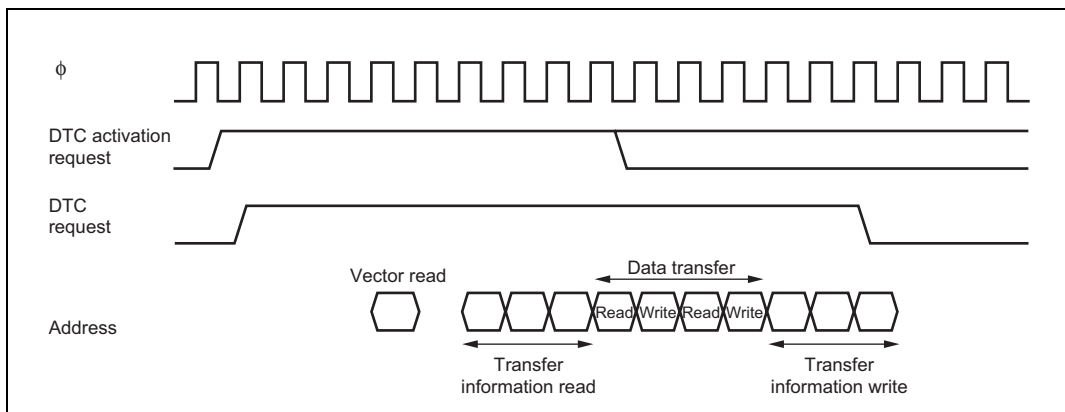 ϕ
DTC activation
request
DTC
request
Vector read
Data transfer
Address
Read Write Read Write
Transfer
information read
Transfer
information write